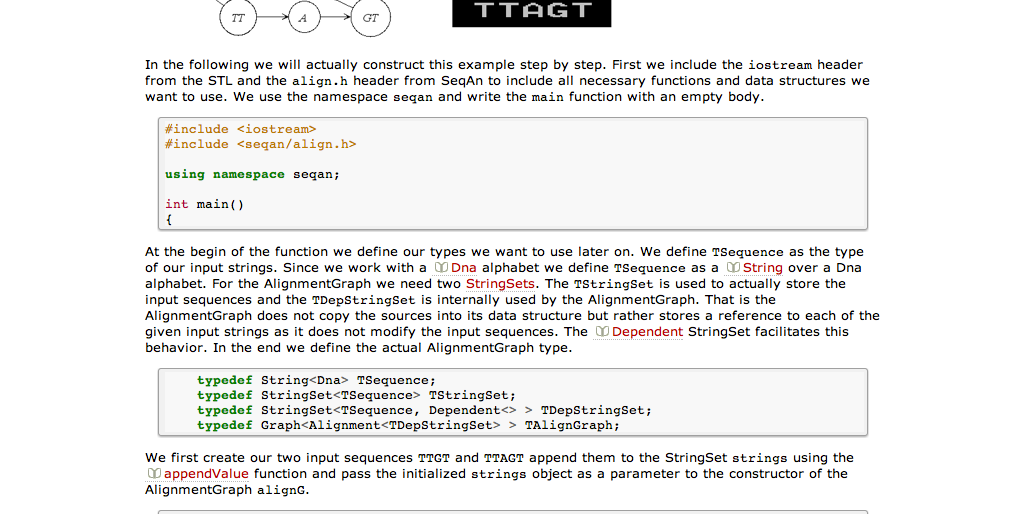 TT A GT TTAGT
In the following we will actually construct this example step by step. First we include the iostream header
from the STL and the align.h header from SeqAn to include all necessary functions and data structures we
want to use. We use the namespace seqan and write the main function with an empty body.
#include <iostream>
#include <seqan/align.h>
using namespace seqan;
int main()
{
At the begin of the function we define our types we want to use later on. We define TSequence as the type
of our input strings. Since we work with a Dna alphabet we define TSequence as a String over a Dna
alphabet. For the AlignmentGraph we need two StringSets. The TStringSet is used to actually store the
input sequences and the TDepStringSet is internally used by the AlignmentGraph. That is the
AlignmentGraph does not copy the sources into its data structure but rather stores a reference to each of the
given input strings as it does not modify the input sequences. The Dependent StringSet facilitates this
behavior. In the end we define the actual AlignmentGraph type.
typedef String<Dna> TSequence;
typedef StringSet<TSequence> TStringSet;
typedef StringSet<TSequence, Dependent<> > TDepStringSet;
typedef Graph<Alignment<TDepStringSet> > TAlignGraph;
We first create our two input sequences TTGT and TTAGT append them to the StringSet strings using the
appendValue function and pass the initialized strings object as a parameter to the constructor of the
AlignmentGraph alignG.